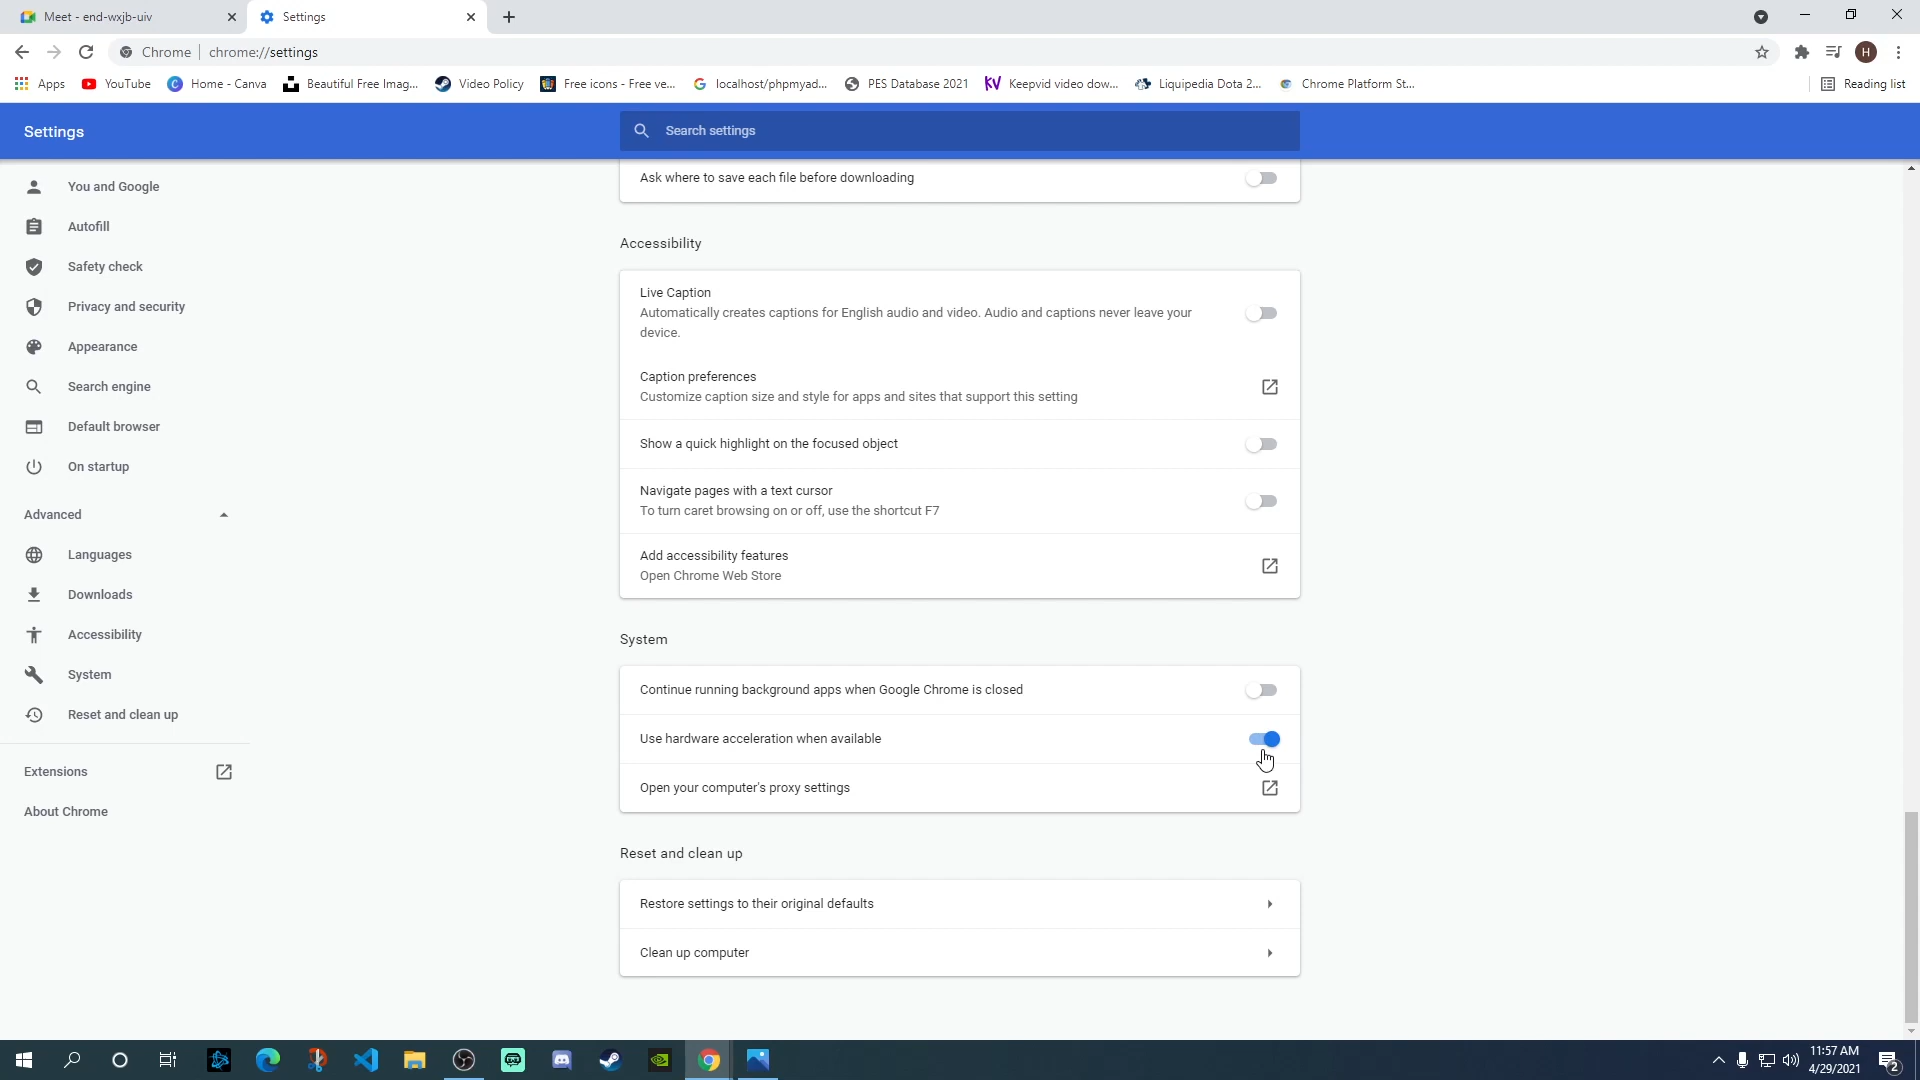 Meet - end-wxjb-uiv
Settings
Chrome
chrome://settings
H
Apps
YouTube
Home - Canva
Beautiful Free Imag...
Video Policy
Free icons - Free ve...
localhost/phpmyad...
PES Database 2021
KV
Keepvid video dow...
Liquipedia Dota 2...
Chrome Platform St...
Reading list
Settings
Search settings
You and Google
Autofill
Safety check
Privacy and security
Appearance
Search engine
Default browser
On startup
Advanced
Languages
Downloads
Accessibility
System
Reset and clean up
Extensions
About Chrome
Ask where to save each file before downloading
Accessibility
Live Caption
Automatically creates captions for English audio and video. Audio and captions never leave your
device.
Caption preferences
Customize caption size and style for apps and sites that support this setting
Show a quick highlight on the focused object
Navigate pages with a text cursor
To turn caret browsing on or off, use the shortcut F7
Add accessibility features
Open Chrome Web Store
System
Continue running background apps when Google Chrome is closed
Use hardware acceleration when available
Open your computer's proxy settings
Reset and clean up
Restore settings to their original defaults
Clean up computer
11:57 AM
4/29/2021
2